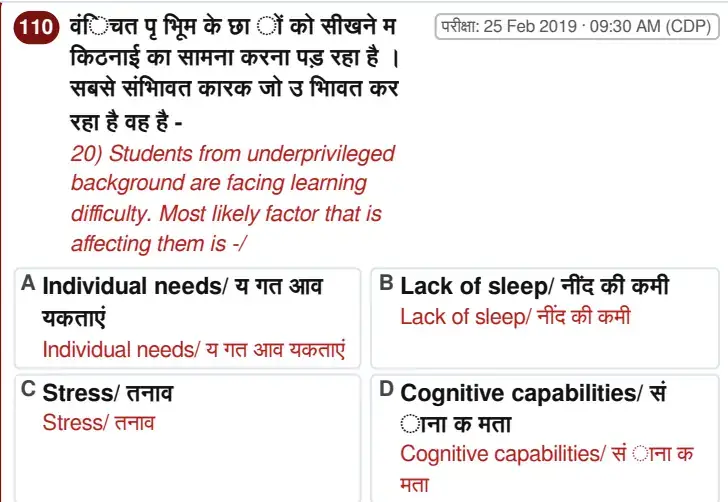 110 वंिचत पृ भूिम के छा ों को सीखने म
किठनाई का सामना करना पड़ रहा है ।
सबसे संभािवत कारक जो उ भािवत कर
रहा है वह है -
परीक्षा: 25 Feb 2019 · 09:30 AM (CDP)
20) Students from underprivileged
background are facing learning
difficulty. Most likely factor that is
affecting them is -/
A Individual needs/ य गत आव
यकताएं
Individual needs/ य गत आव यकताएं
B Lack of sleep/ नींद की कमी
Lack of sleep/ नींद की कमी
C Stress/ तनाव
Stress/ तनाव
D Cognitive capabilities/ सं
ाना क मता
Cognitive capabilities/ सं ाना क
मता